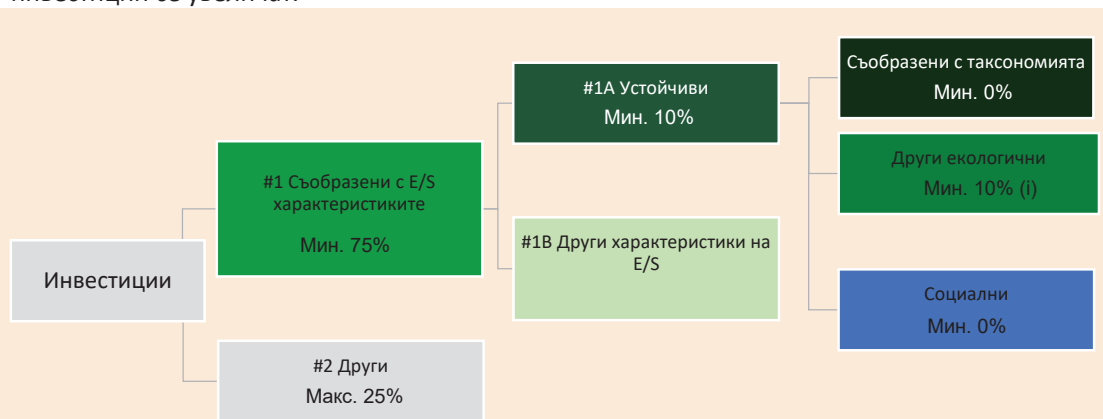 #1A Устойчиви
Мин. 10%
Съобразени с таксономията
Мин. 0%
#1 Съобразени с E/S
характеристиките
Мин. 75%
Други екологични
Мин. 10% (i)
#1B Други характеристики на
E/S
Инвестиции
Социални
Мин. 0%
#2 Други
Макс. 25%